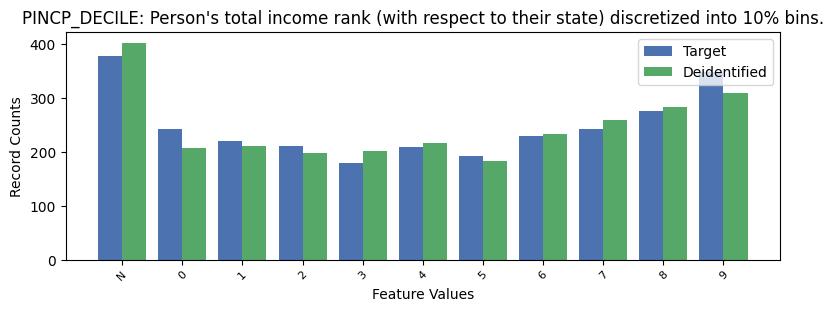 PINCP_DECILE: Person's total income rank (with respect to their state) discretized into 10% bins.
Target
Deidentified
400
300
200
100
0
Record Counts
N 0 1 2 3 4 5 6 7 8 9
Feature Values